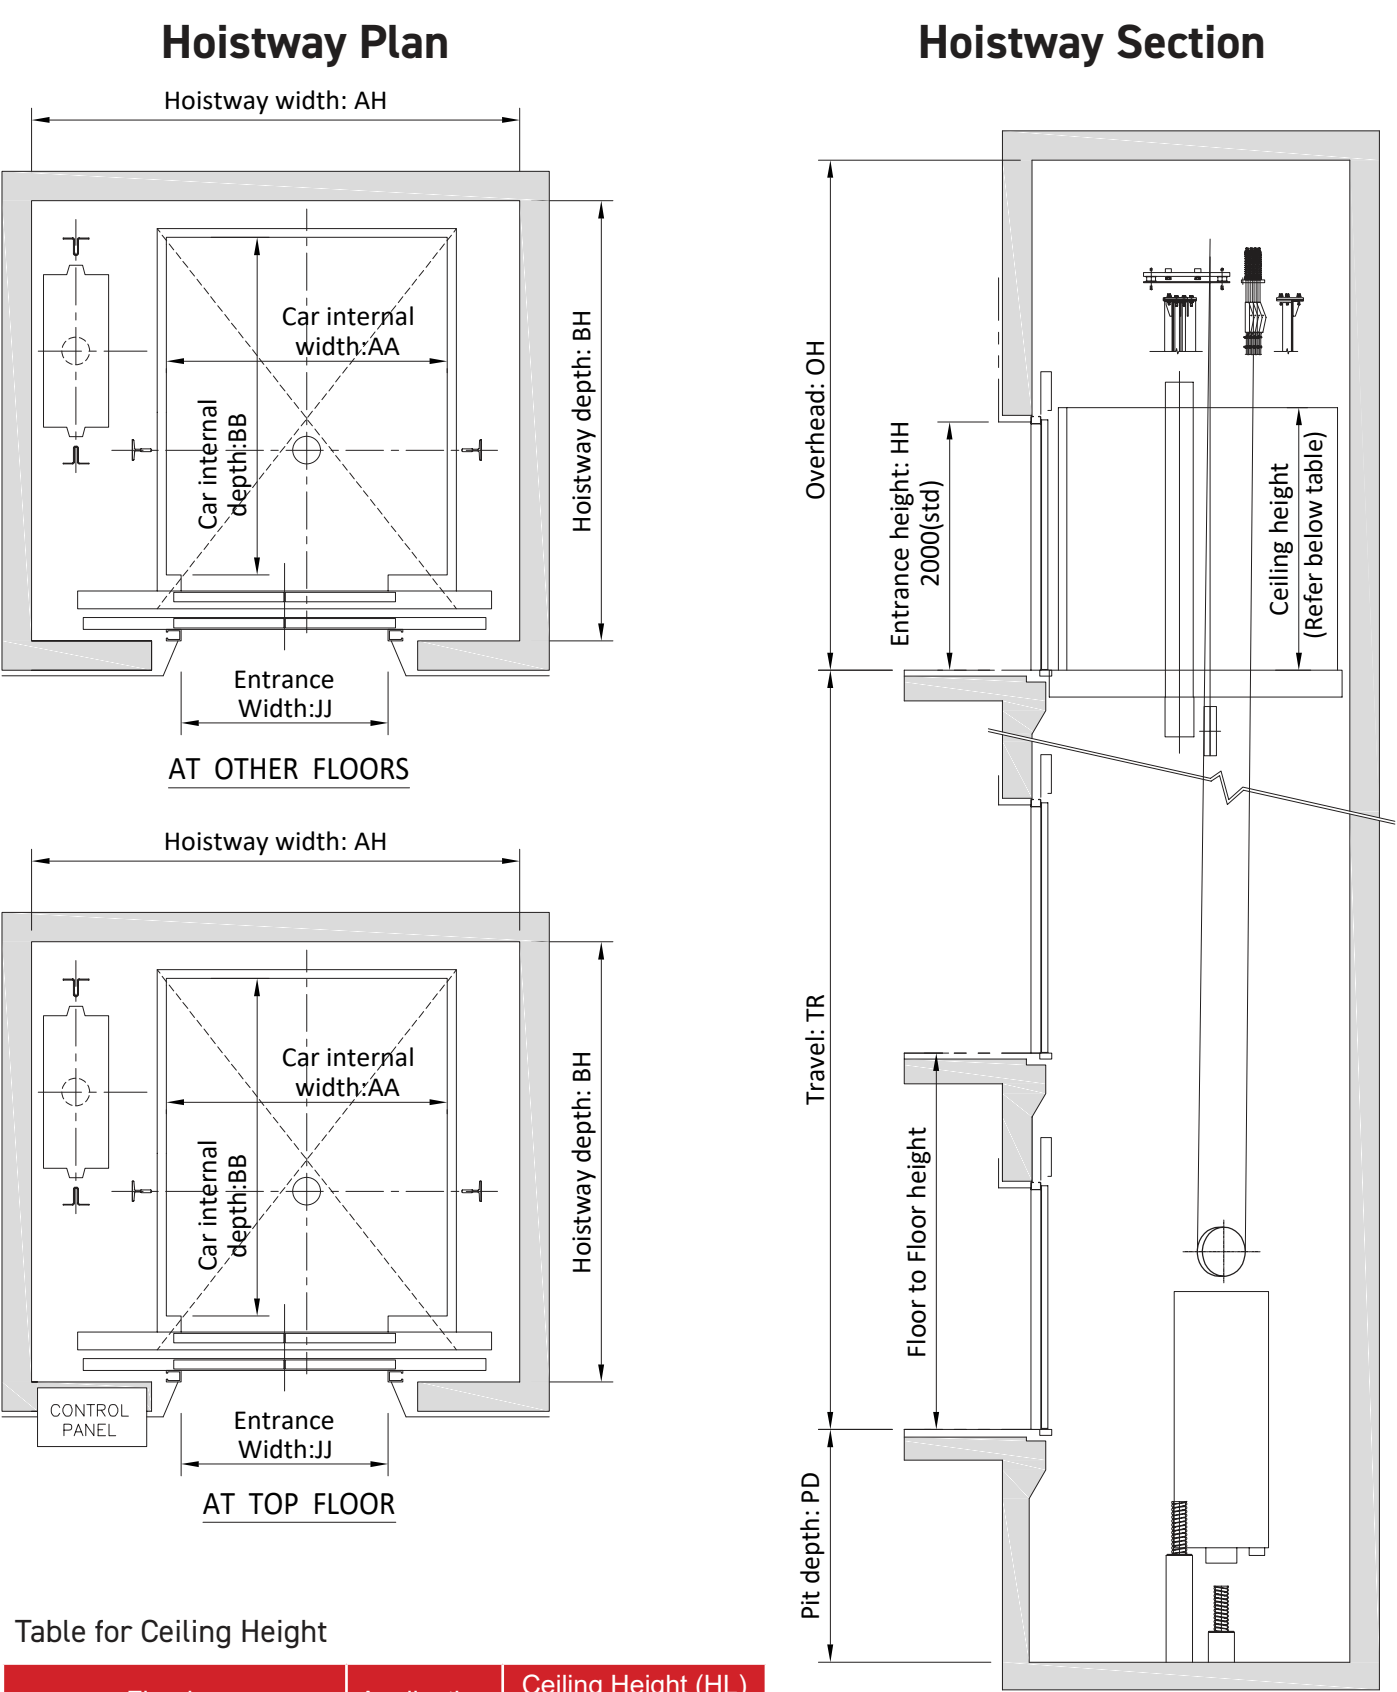 Hoistway Plan
Hoistway width: AH
Car internal
width:AA
Car internal
depth:BB
Hoistway depth: BH
Entrance
Width:JJ
AT OTHER FLOORS
Hoistway width: AH
Car internal
width:AA
Car internal
depth:BB
Hoistway depth: BH
CONTROL
PANEL
Entrance
Width:JJ
AT TOP FLOOR
Hoistway Section
Overhead: OH
Entrance height: HH
2000(std)
Ceiling height
(Refer below table)
Travel: TR
Floor to Floor height
Pit depth: PD
Table for Ceiling Height
Ceiling Height (HL)